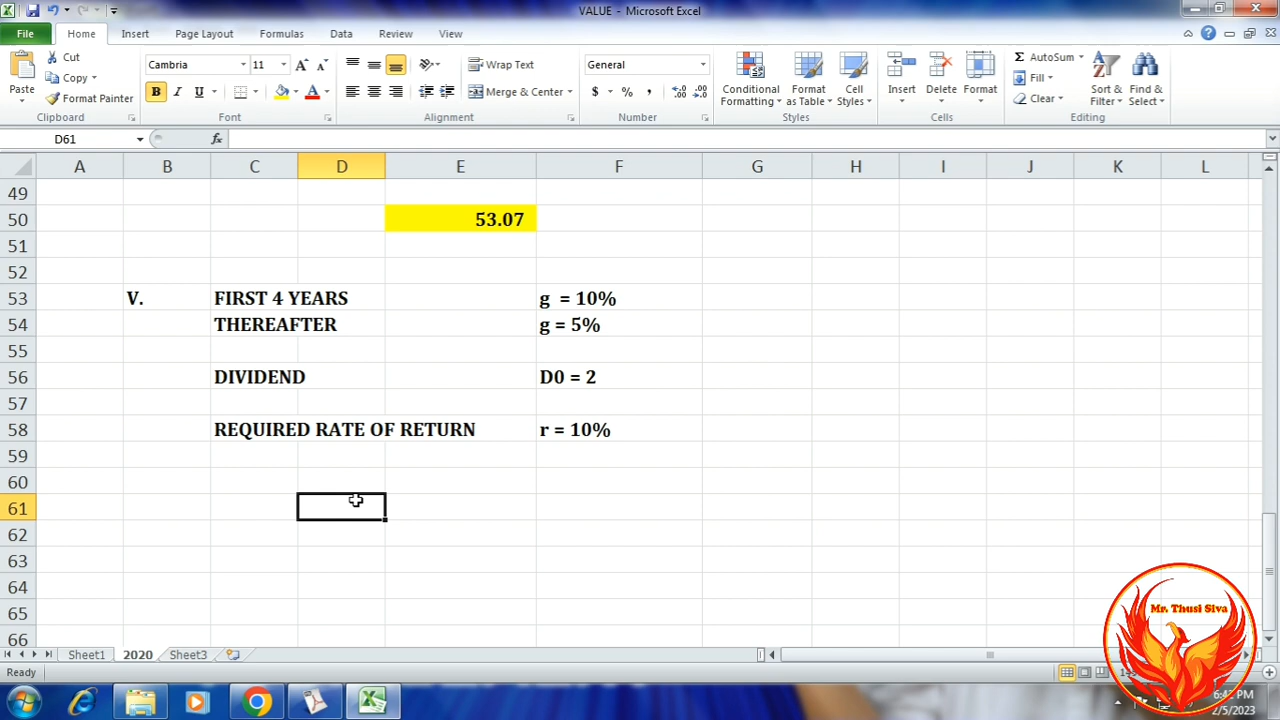 VALUE - Microsoft Excel
File Home Insert Page Layout Formulas Data Review View
Paste Cut Copy Format Painter Clipboard
Cambria 11 B I U Font
Wrap Text Merge & Center Alignment
General $ % , Number
Conditional Formatting Format as Table Cell Styles Styles
Insert Delete Format Cells
Σ AutoSum Fill Clear Sort & Filter Find & Select Editing
D61 fx
A B C D E F G H I J K L
49
50 53.07
51
52
53 V. FIRST 4 YEARS g = 10%
54 THEREAFTER g = 5%
55
56 DIVIDEND D0 = 2
57
58 REQUIRED RATE OF RETURN r = 10%
59
60
61
62
63
64
65
66
Mr. Thusi Siva
Sheet1 2020 Sheet3
Ready
2/5/2023